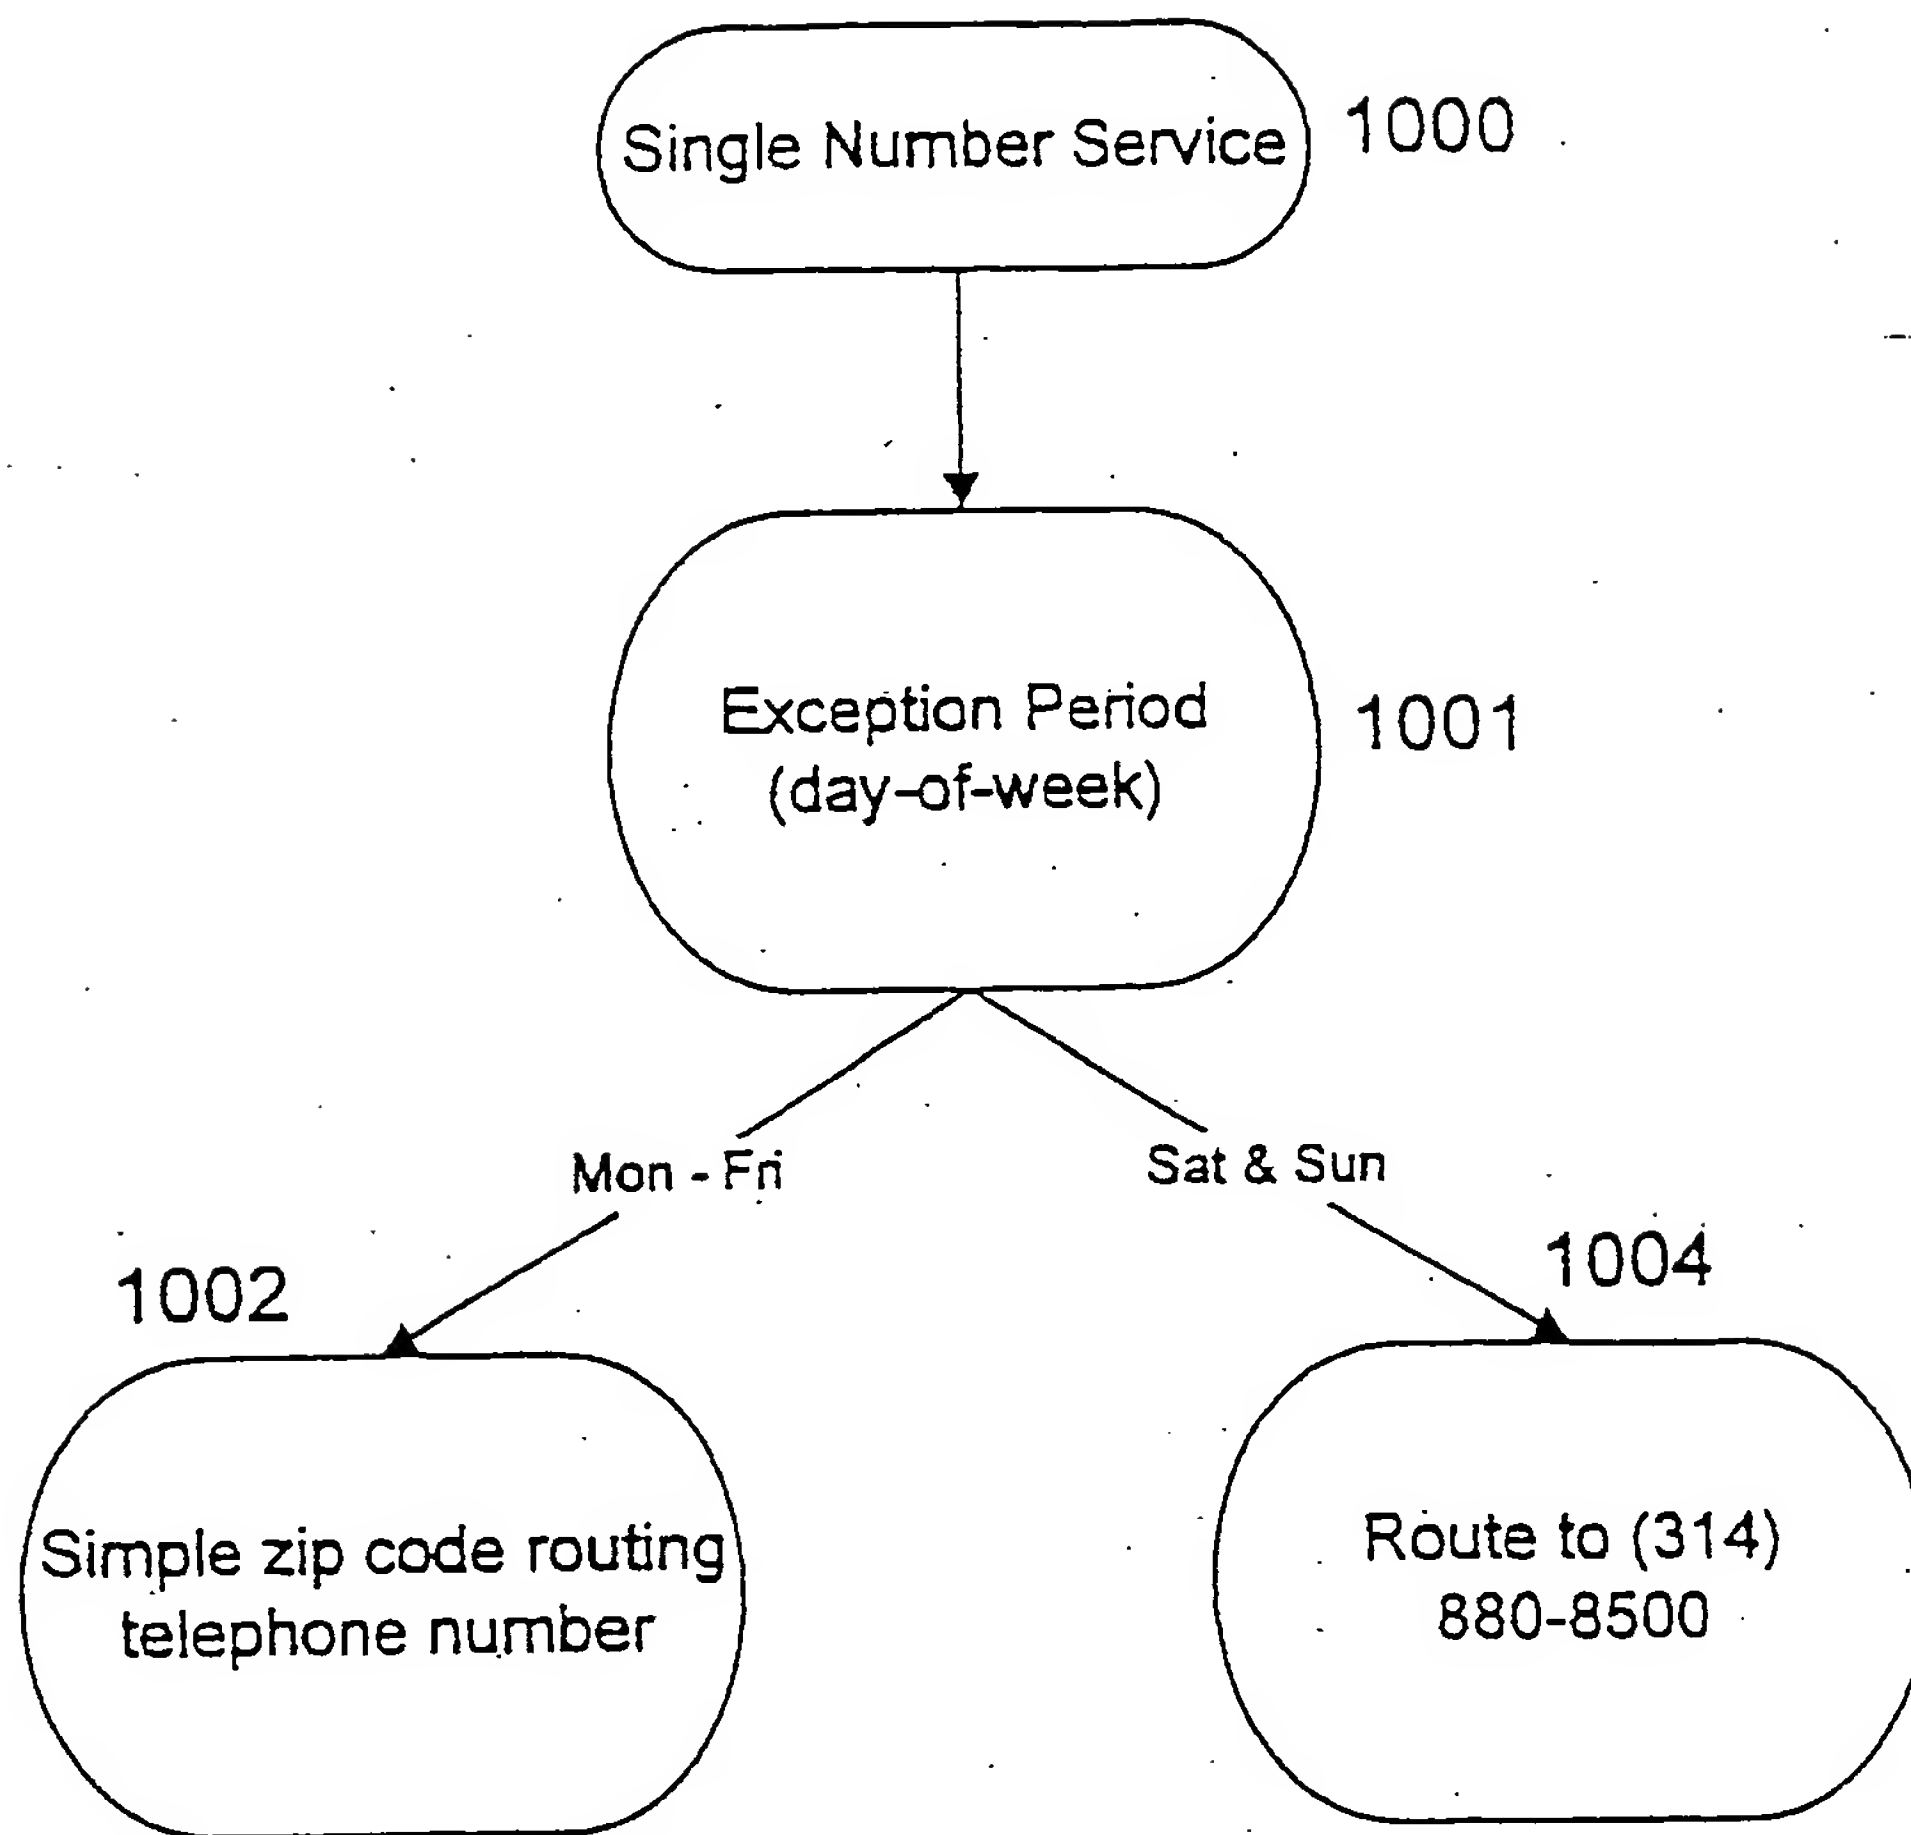 Single Number Service
1000
Exception Period
(day-of-week)
1001
Mon - Fri
Sat & Sun
1002
1004
Simple zip code routing
telephone number
Route to (314)
880-8500